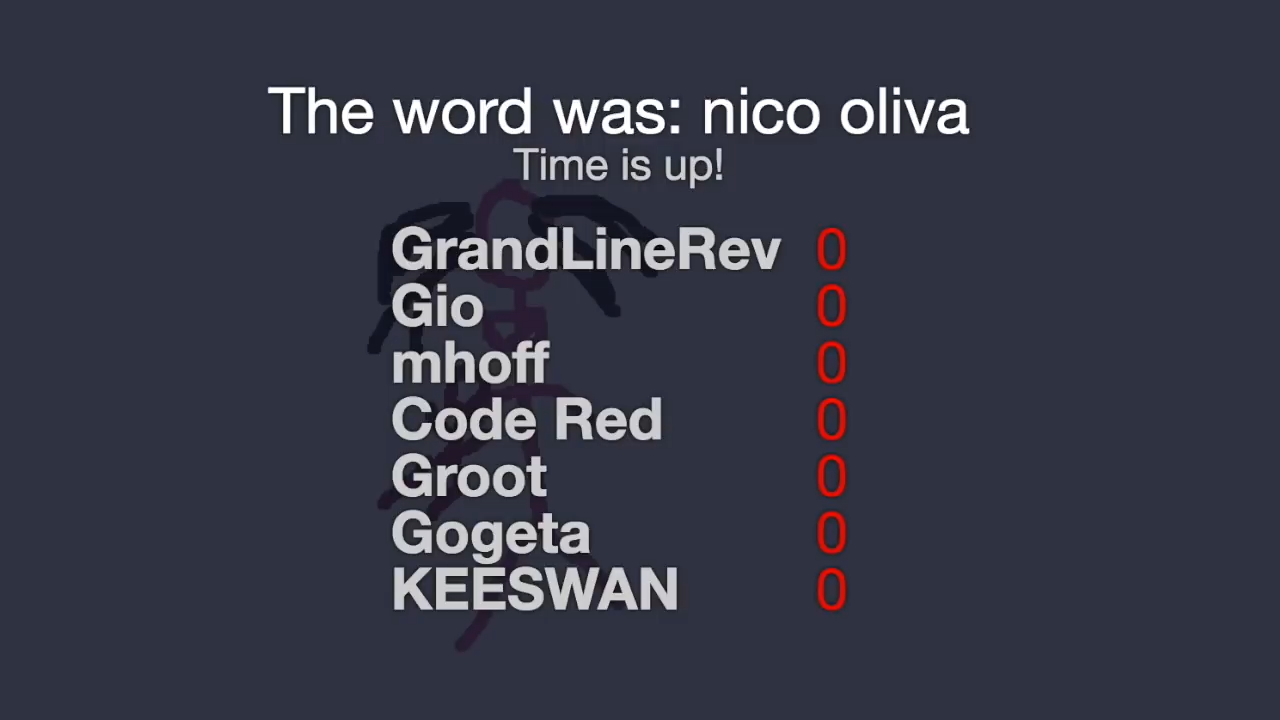 The word was: nico oliva
Time is up!
GrandLineRev 0
Gio 0
mhoff 0
Code Red 0
Groot 0
Gogeta 0
KEESWAN 0